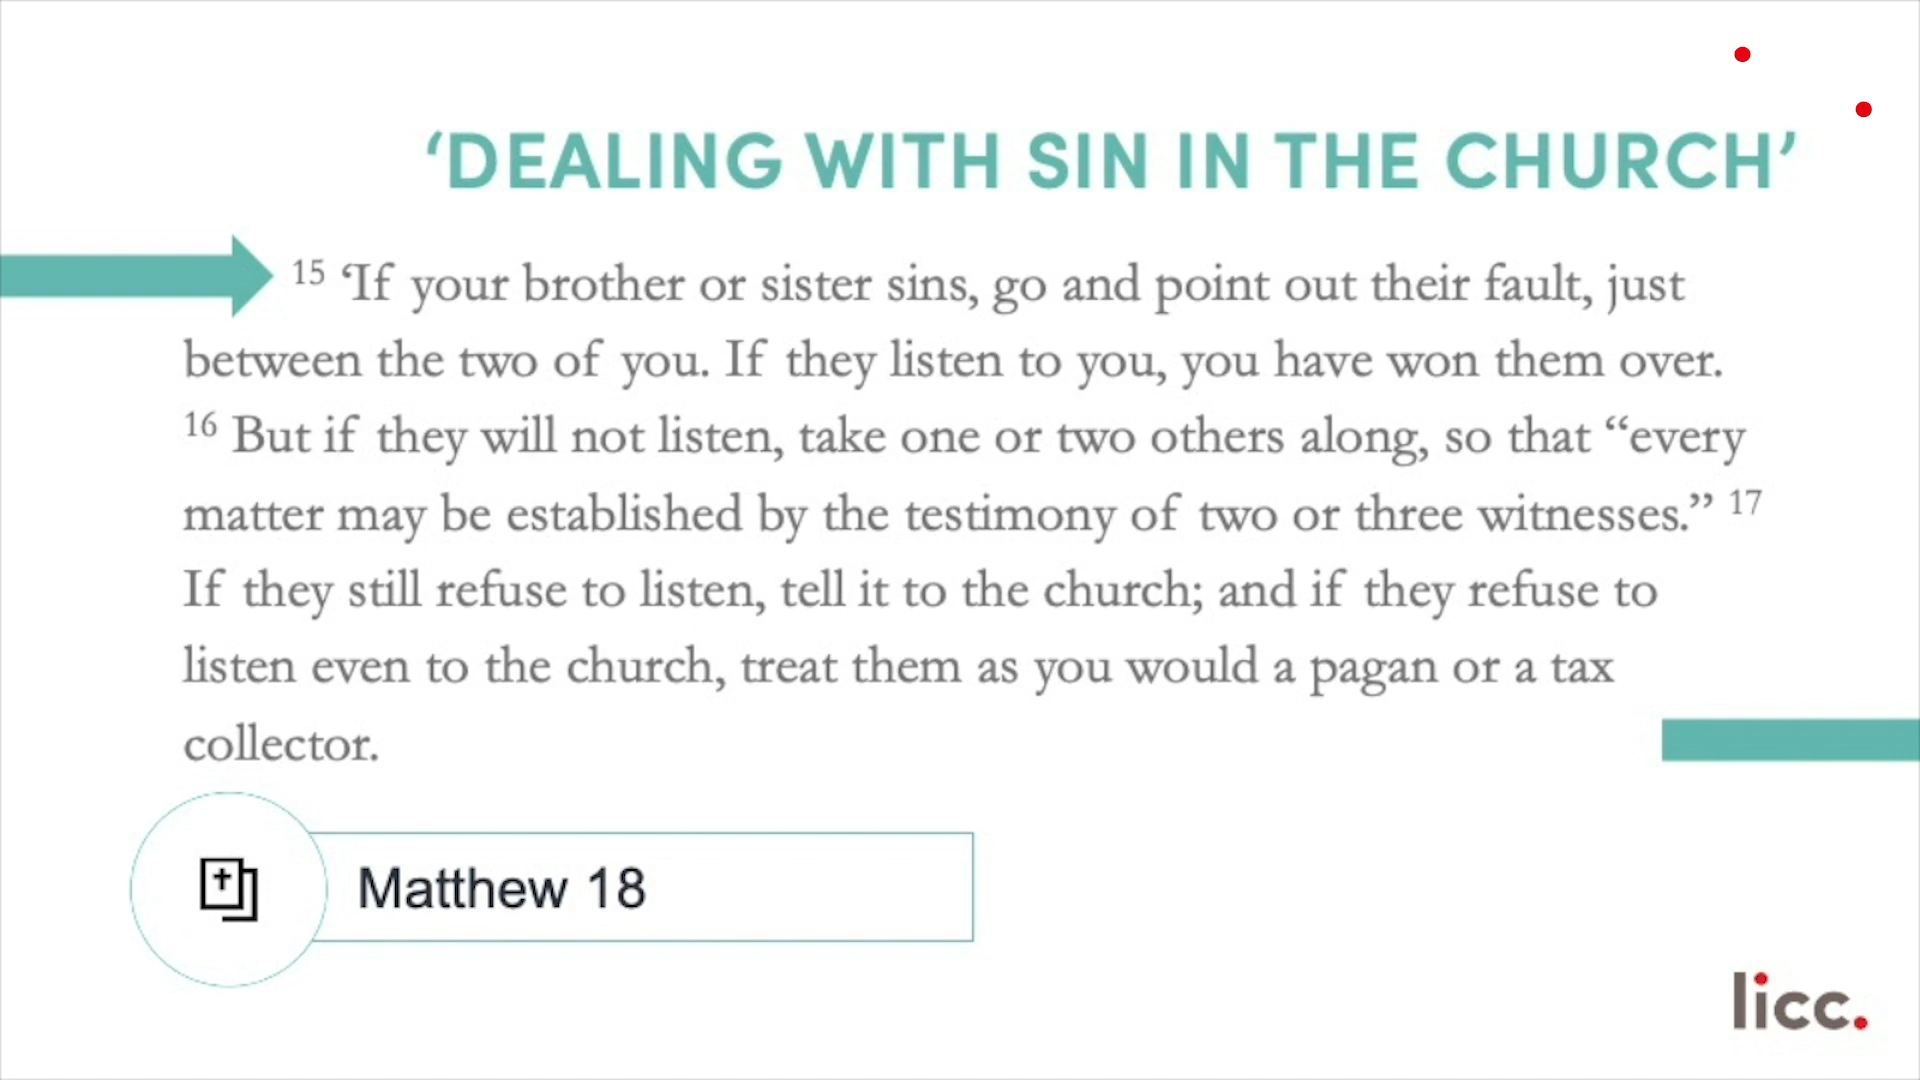 ‘DEALING WITH SIN IN THE CHURCH’
15 ‘If your brother or sister sins, go and point out their fault, just
between the two of you. If they listen to you, you have won them over.
16 But if they will not listen, take one or two others along, so that “every
matter may be established by the testimony of two or three witnesses.” 17
If they still refuse to listen, tell it to the church; and if they refuse to
listen even to the church, treat them as you would a pagan or a tax
collector.
Matthew 18
licc.